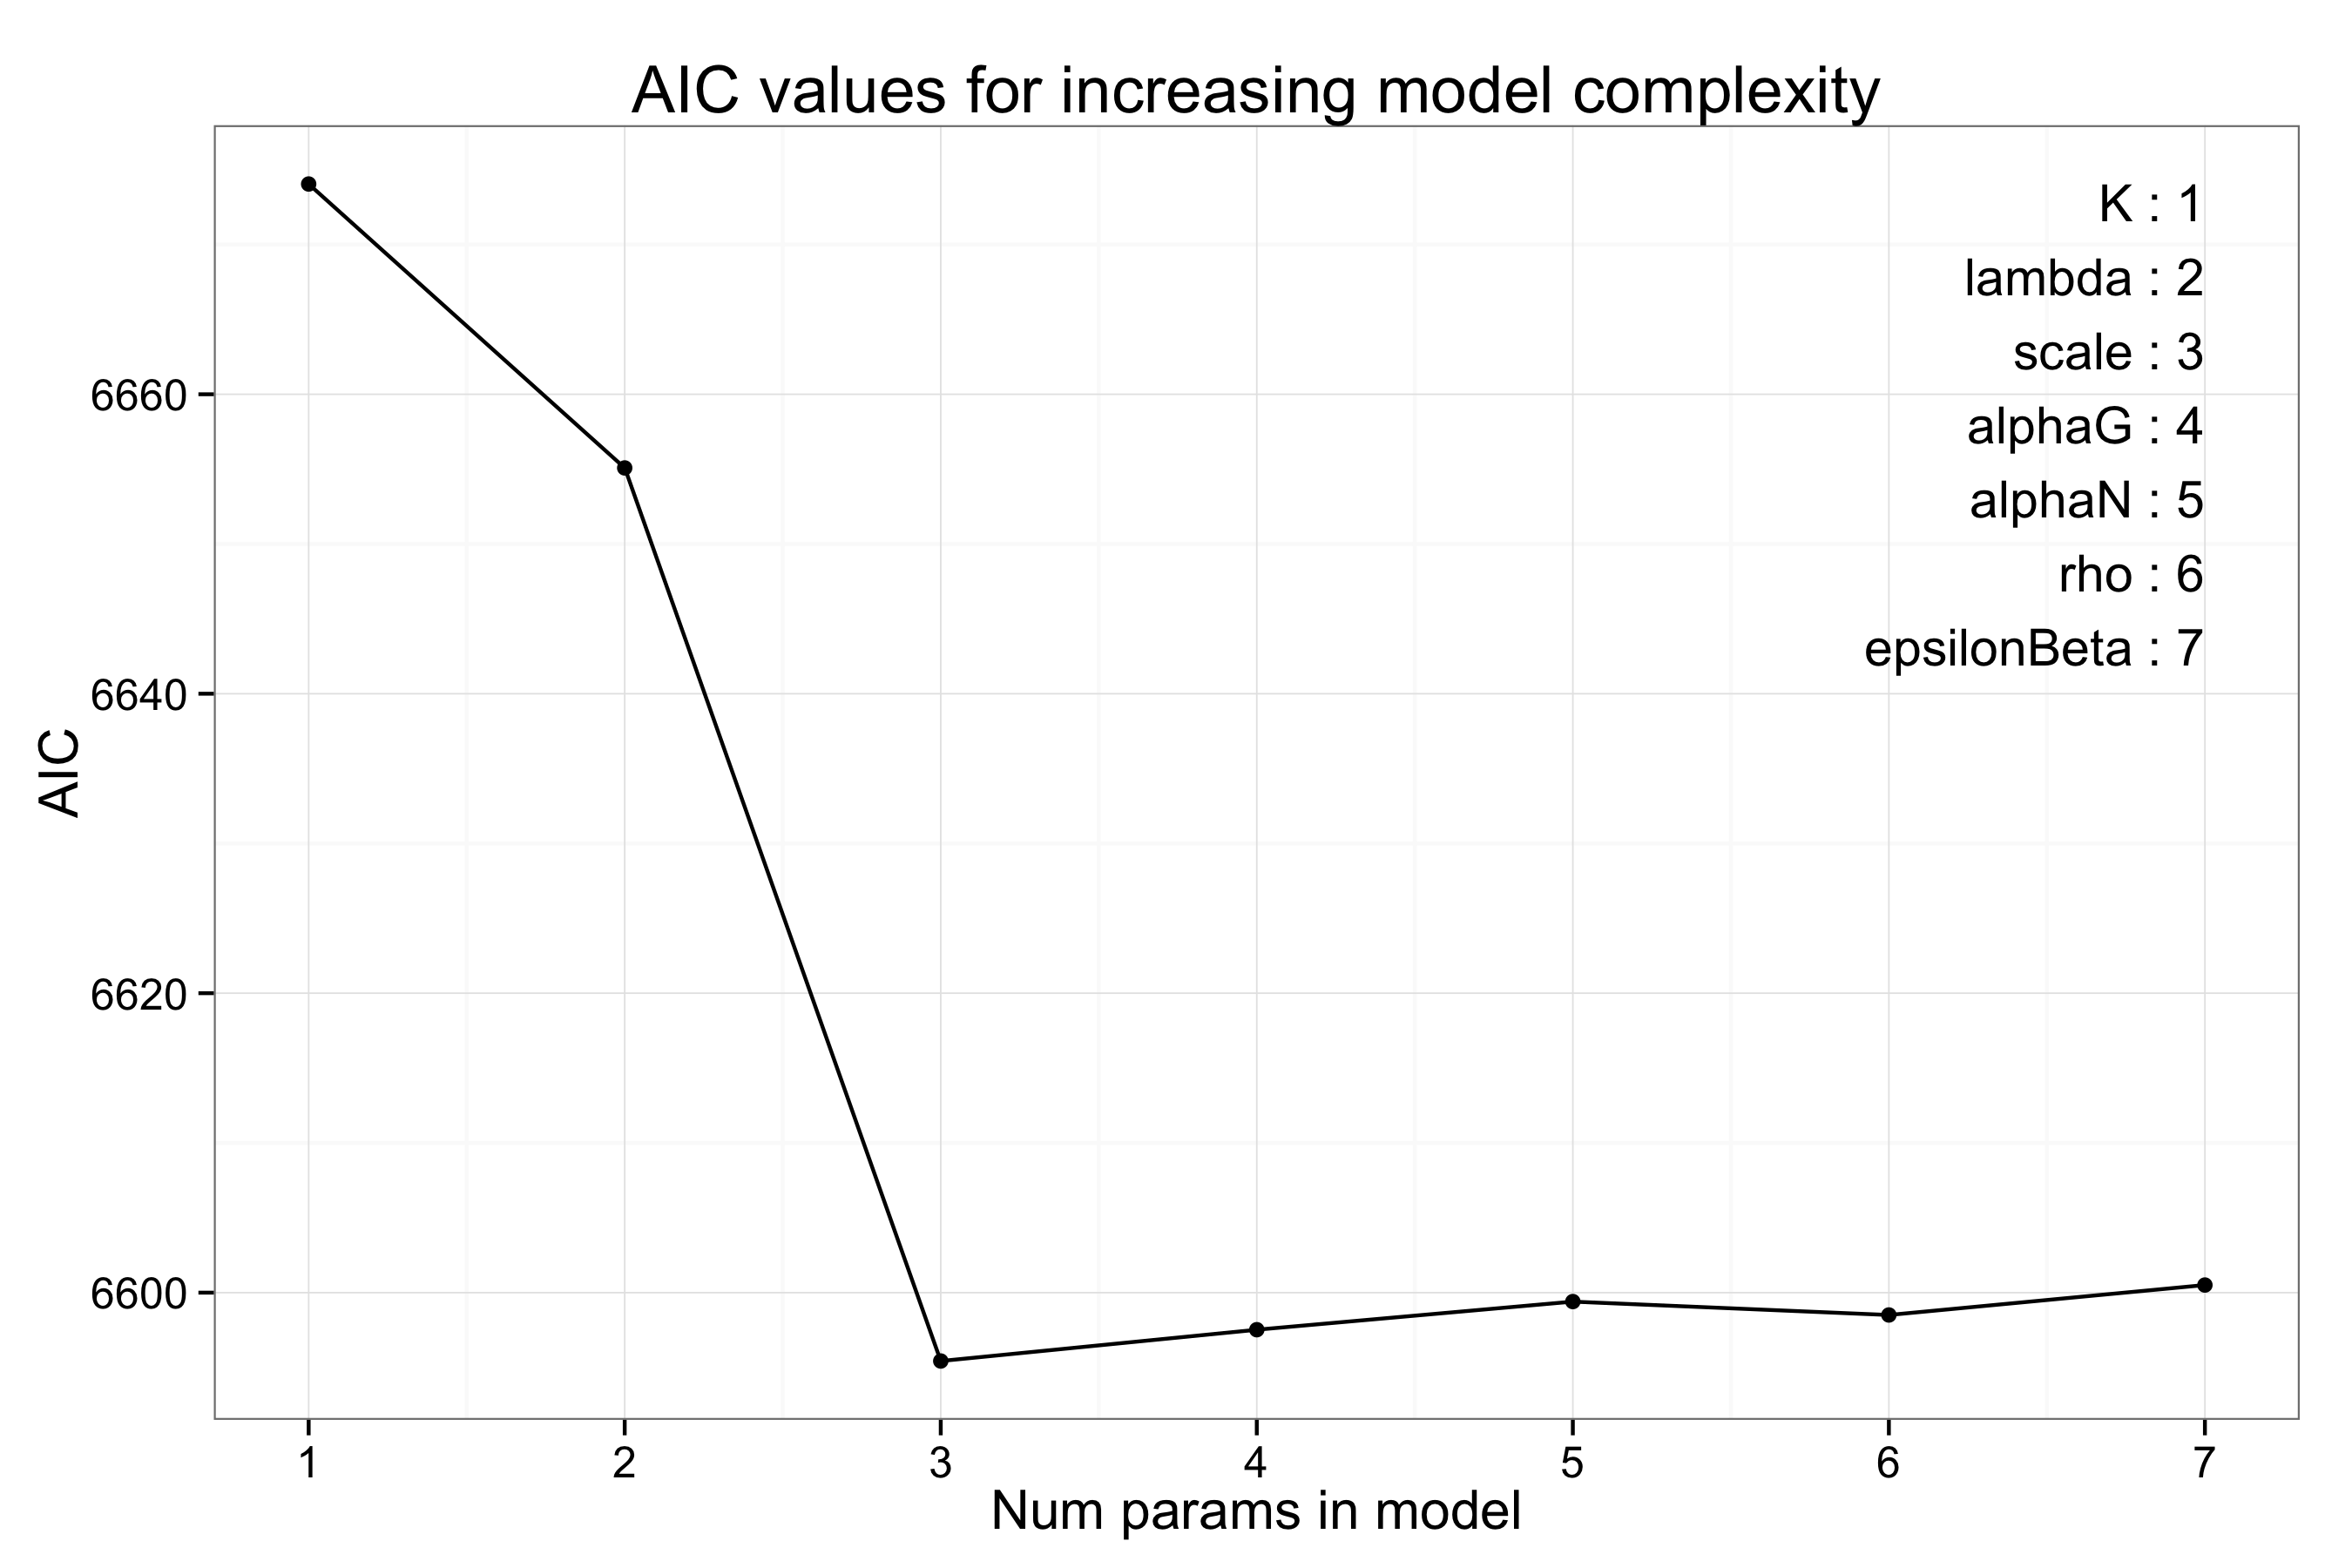 AIC values for increasing model complexity
K : 1
lambda : 2
scale : 3
alphaG : 4
alphaN : 5
rho : 6
epsilonBeta : 7
AIC
6660
6640
6620
6600
1 2 3 4 5 6 7
Num params in model